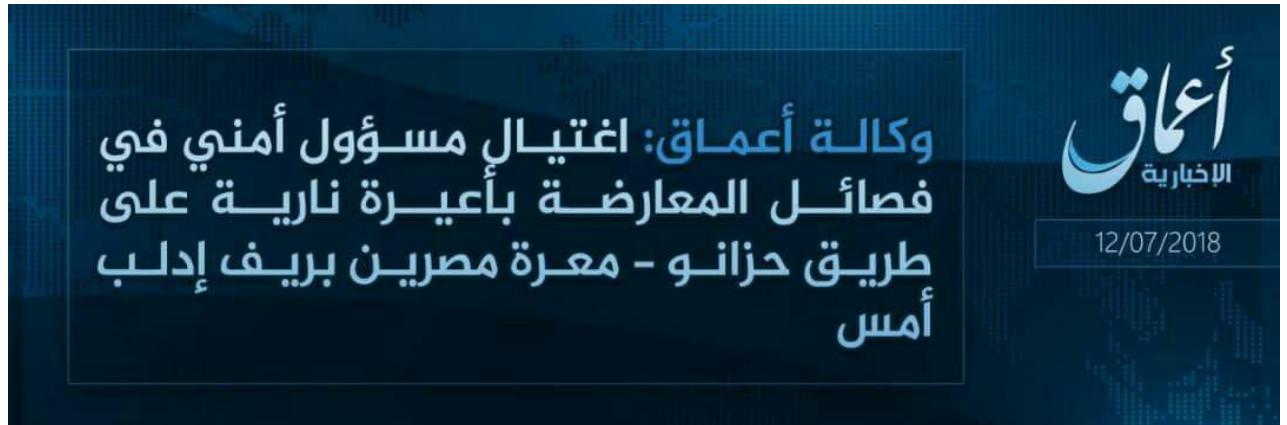 وكالة أعماق: اغتيال مسؤول أمني في
فصائل المعارضة بأعيرة نارية على
طريق حزانو - معرة مصرين بريف إدلب
أمس
أعماق
الإخبارية
12/07/2018